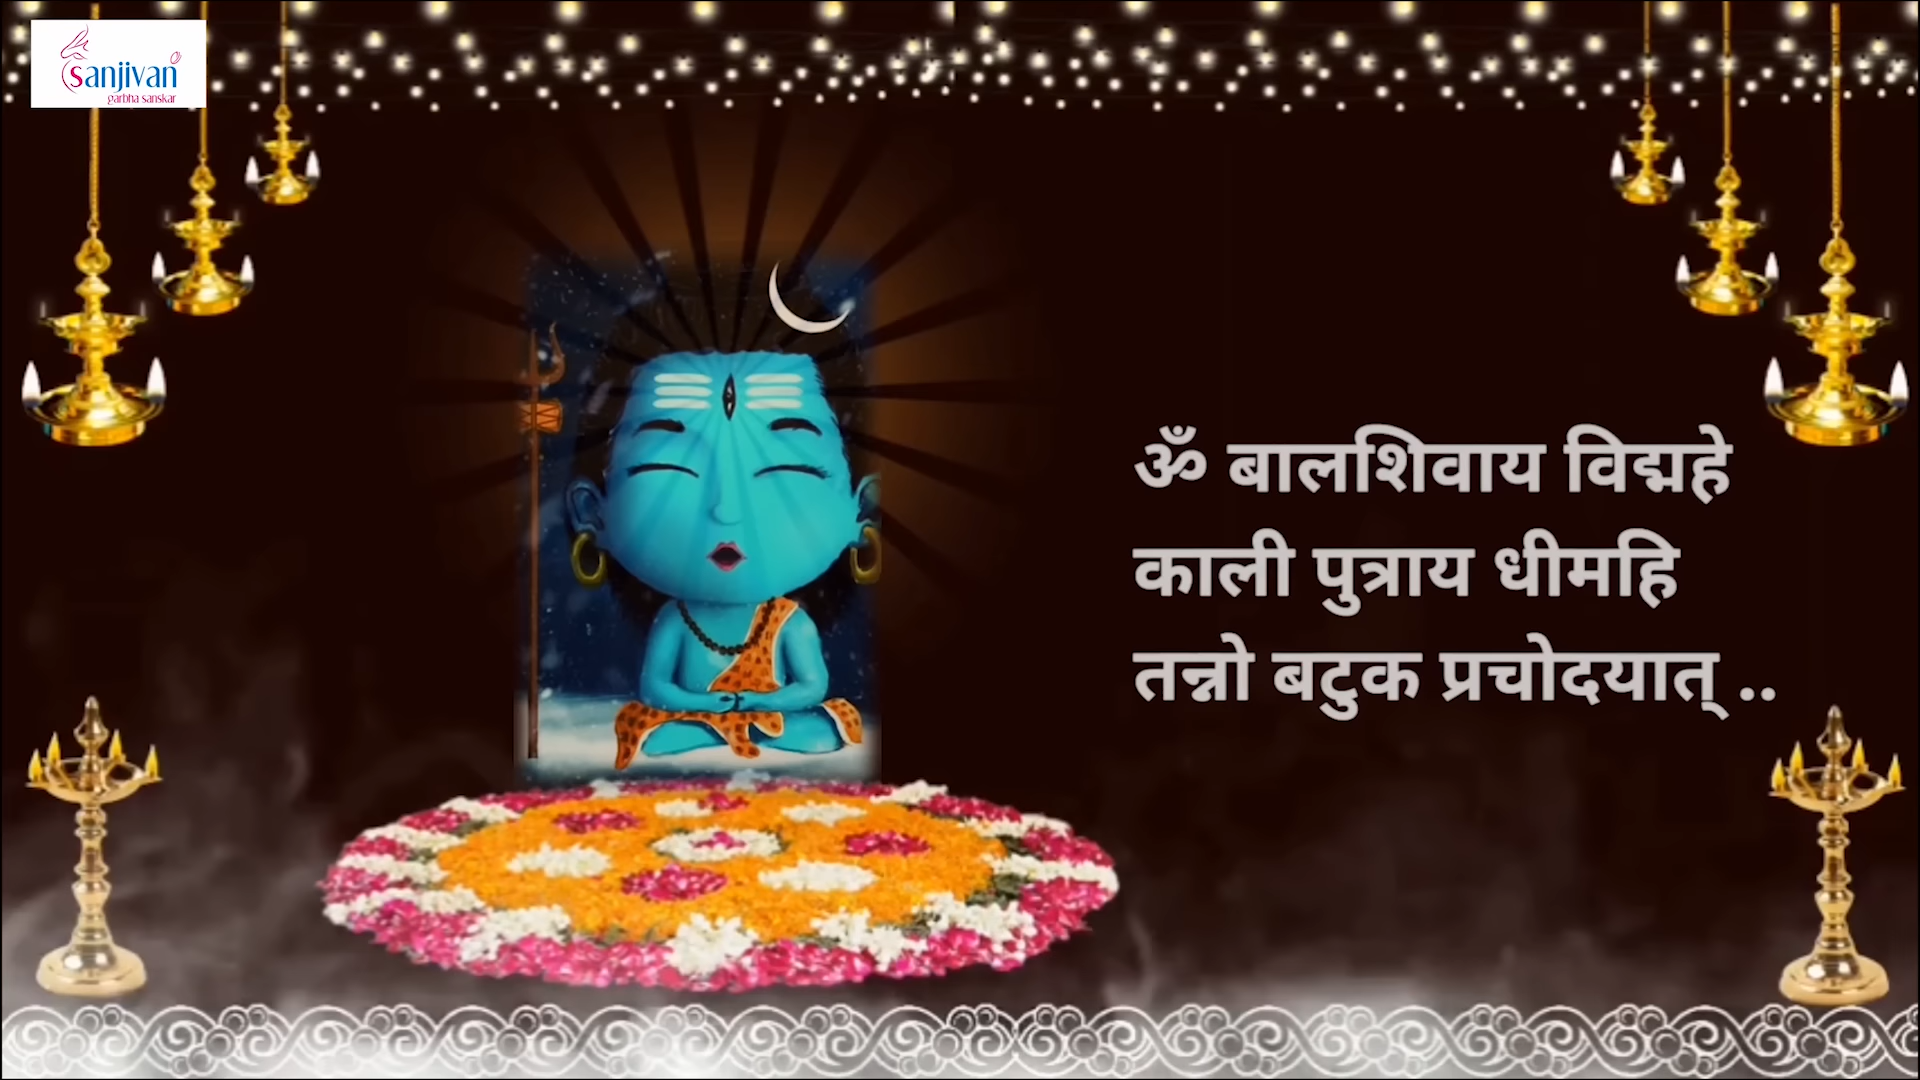 sanjivan
garbha sanskar
ॐ बालशिवाय विद्महे
काली पुत्राय धीमहि
तन्नो बटुक प्रचोदयात् ..